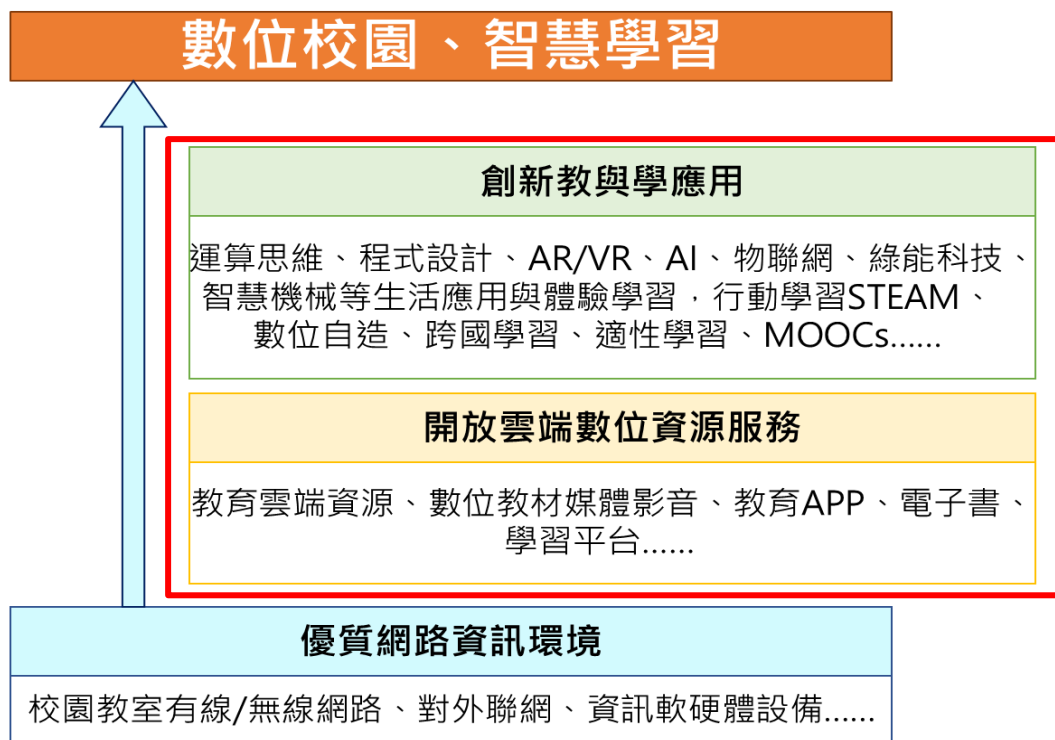 數位校園、智慧學習
創新教與學應用
運算思維、程式設計、AR/VR、AI、物聯網、綠能科技、
智慧機械等生活應用與體驗學習，行動學習STEAM、
數位自造、跨國學習、適性學習、MOOCs......
開放雲端數位資源服務
教育雲端資源、數位教材媒體影音、教育APP、電子書、
學習平台......
優質網路資訊環境
校園教室有線/無線網路、對外聯網、資訊軟硬體設備......